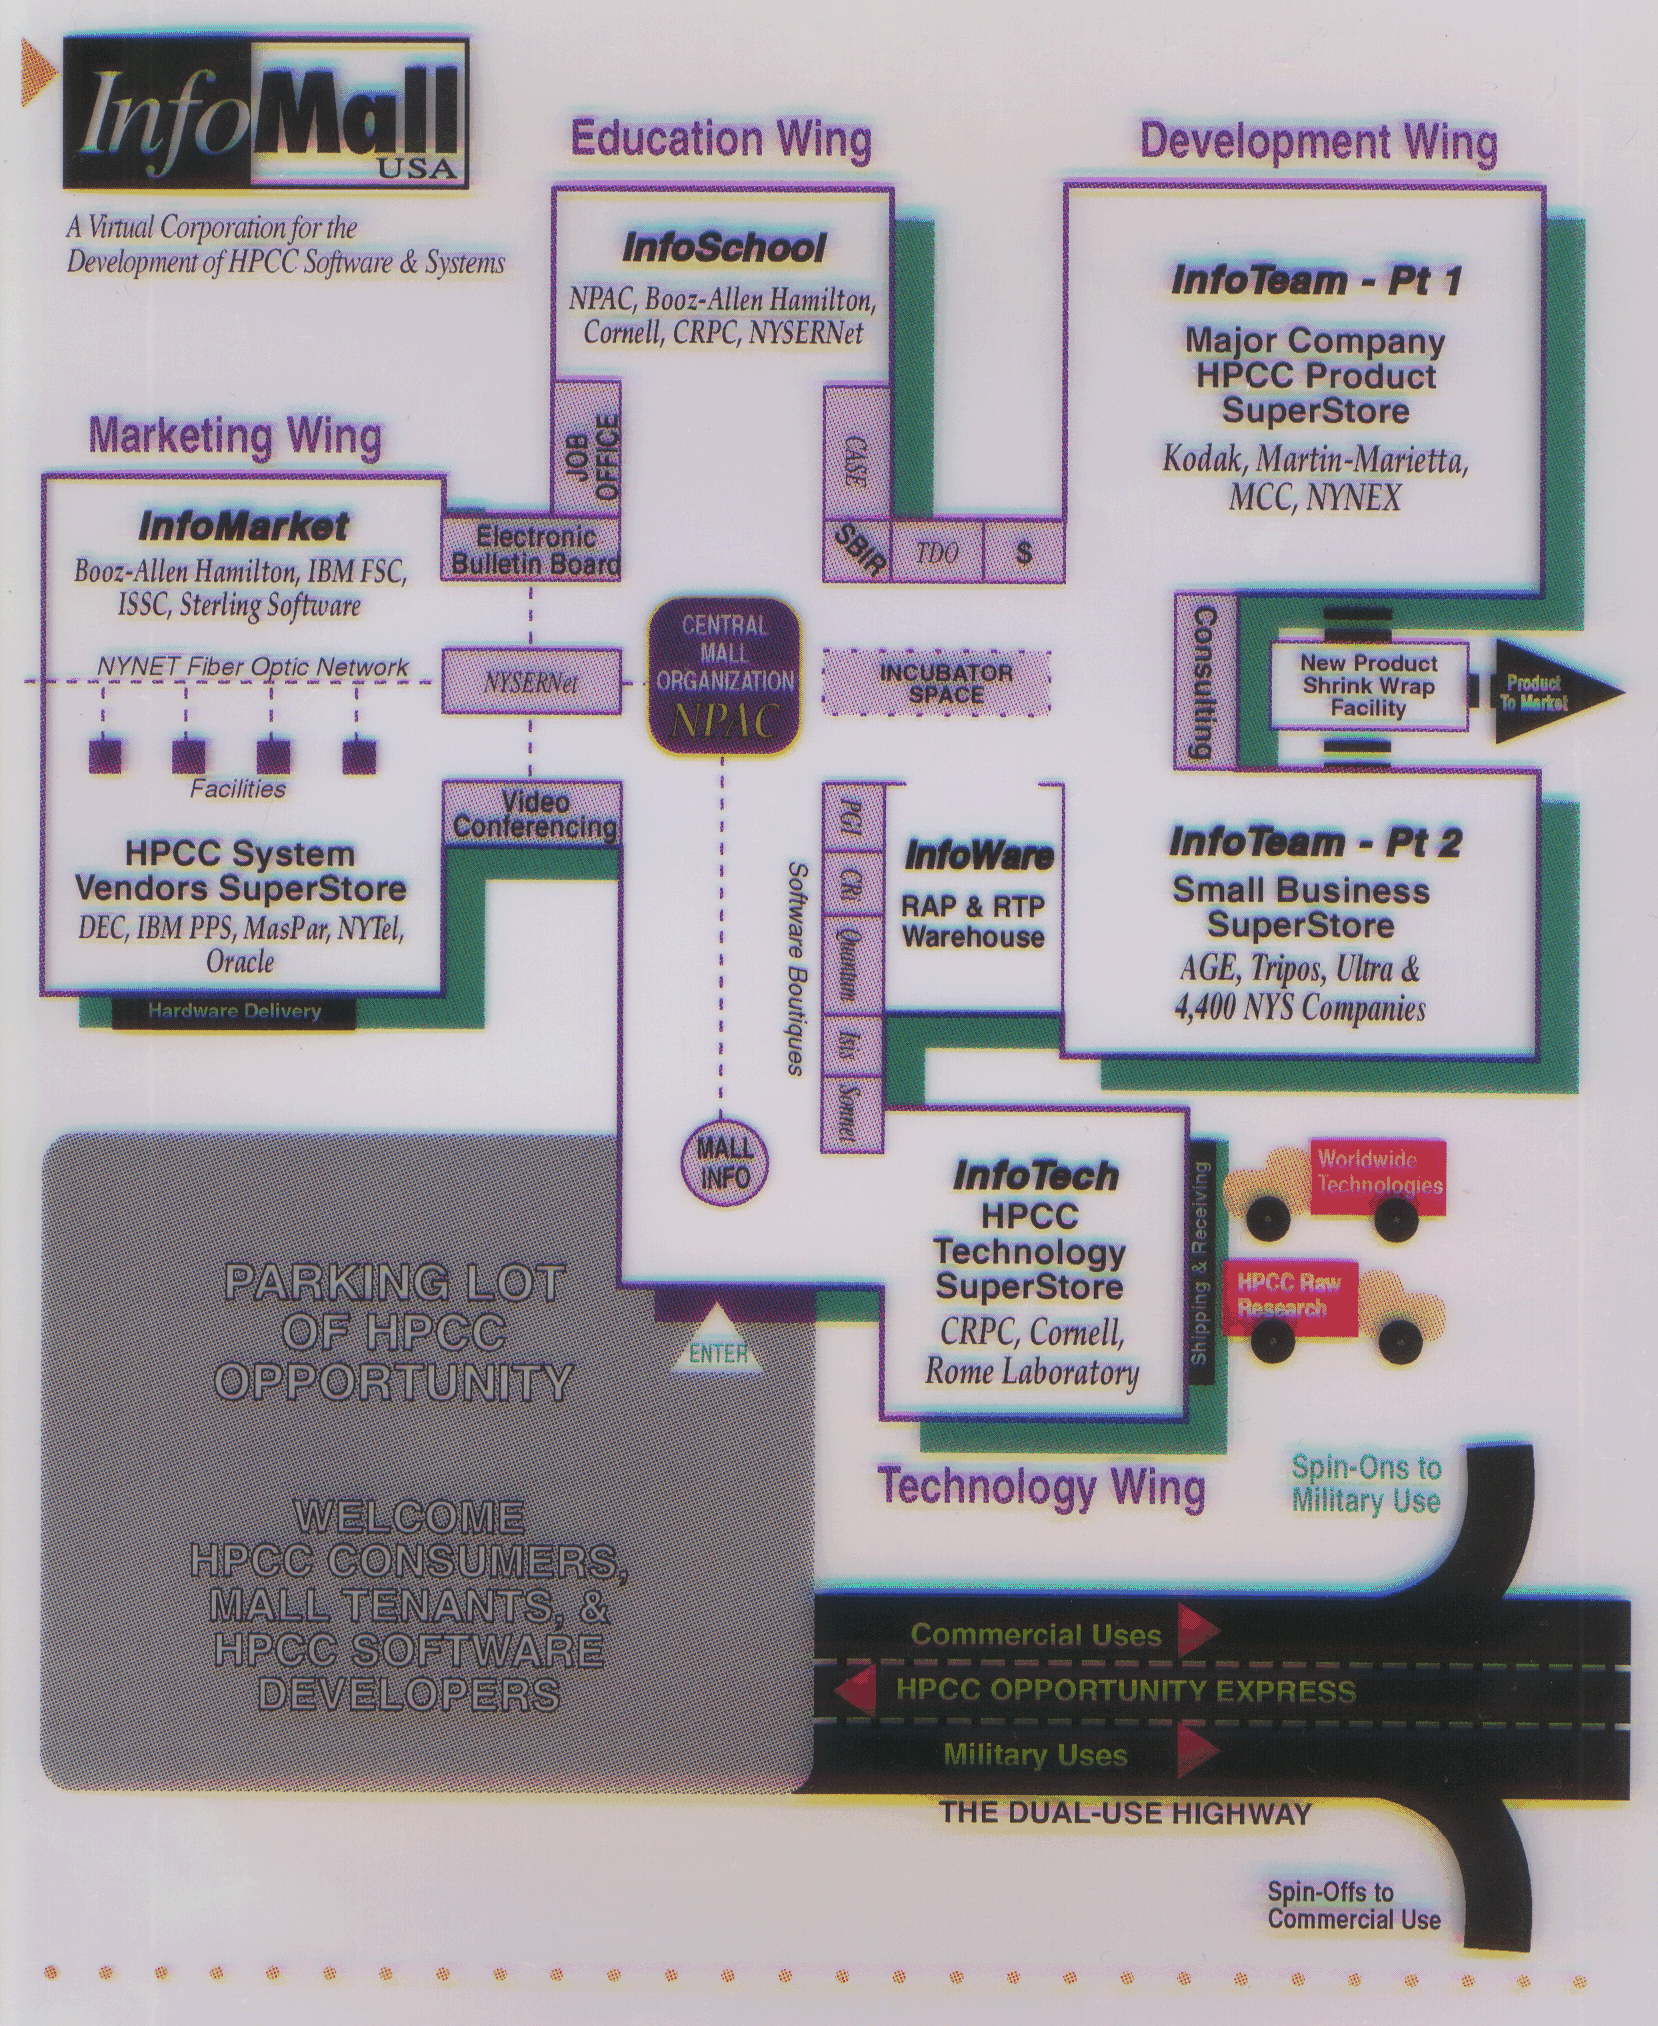 InfoMall
USA
A Virtual Corporation for the
Development of HPCC Software & Systems
Education Wing
InfoSchool
NPAC, Booz-Allen Hamilton,
Cornell, CRPC, NYSERNet
JOB
OFFICE
CASE
SBIR
TDO
$
Development Wing
InfoTeam - Pt 1
Major Company
HPCC Product
SuperStore
Kodak, Martin-Marietta,
MCC, NYNEX
Marketing Wing
InfoMarket
Booz-Allen Hamilton, IBM FSC,
ISSC, Sterling Software
NYNET Fiber Optic Network
Facilities
HPCC System
Vendors SuperStore
DEC, IBM PPS, MasPar, NYTel,
Oracle
Hardware Delivery
Electronic
Bulletin Board
NYSERNet
Video
Conferencing
CENTRAL
MALL
ORGANIZATION
NPAC
INCUBATOR
SPACE
Consulting
New Product
Shrink Wrap
Facility
Product
To Market
Software Boutiques
PGI
CRI
Quantum
Isis
Sonnet
InfoWare
RAP & RTP
Warehouse
InfoTeam - Pt 2
Small Business
SuperStore
AGE, Tripos, Ultra &
4,400 NYS Companies
MALL
INFO
ENTER
InfoTech
HPCC
Technology
SuperStore
CRPC, Cornell,
Rome Laboratory
Shipping & Receiving
Worldwide
Technologies
HPCC Raw
Research
Technology Wing
PARKING LOT
OF HPCC
OPPORTUNITY
WELCOME
HPCC CONSUMERS,
MALL TENANTS, &
HPCC SOFTWARE
DEVELOPERS
Spin-Ons to
Military Use
Commercial Uses
HPCC OPPORTUNITY EXPRESS
Military Uses
THE DUAL-USE HIGHWAY
Spin-Offs to
Commercial Use